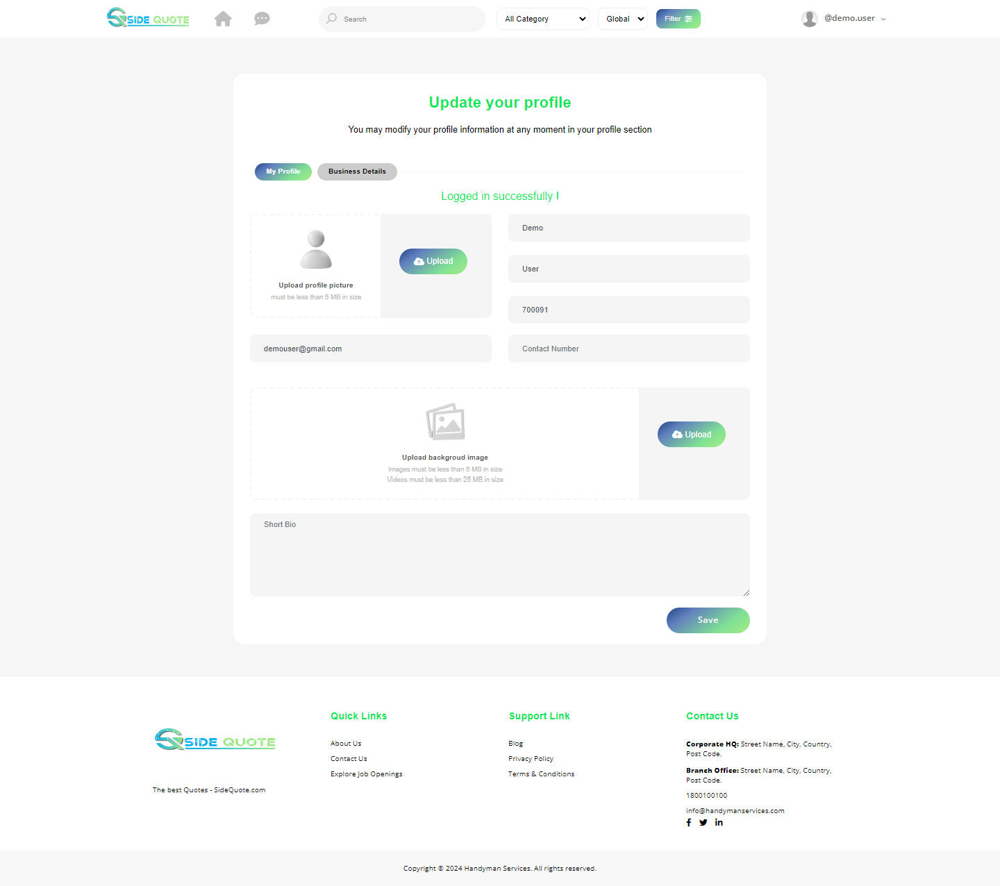 SIDE QUOTE
Search
All Category
Global
Filter
@demo.user
Update your profile
You may modify your profile information at any moment in your profile section
My Profile
Business Details
Logged in successfully !
Upload profile picture
must be less than 5 MB in size
Upload
Demo
User
700091
demouser@gmail.com
Contact Number
Upload backgroud image
Images must be less than 5 MB in size
Videos must be less than 25 MB in size
Upload
Short Bio
Save
SIDE QUOTE
The best Quotes - SideQuote.com
Quick Links
About Us
Contact Us
Explore Job Openings
Support Link
Blog
Privacy Policy
Terms & Conditions
Contact Us
Corporate HQ: Street Name, City, Country,
Post Code.
Branch Office: Street Name, City, Country,
Post Code.
1800100100
info@handymanservices.com
Copyright © 2024 Handyman Services. All rights reserved.